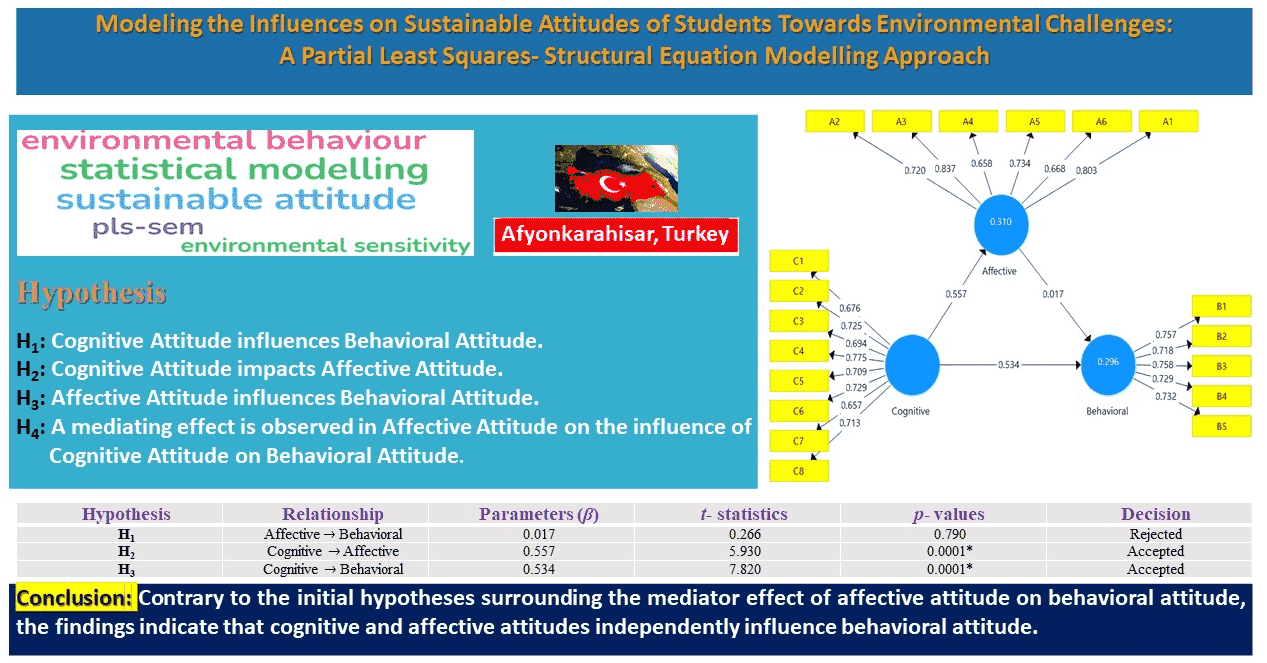 Modeling the Influences on Sustainable Attitudes of Students Towards Environmental Challenges:
A Partial Least Squares- Structural Equation Modelling Approach
environmental behaviour
statistical modelling
sustainable attitude
pls-sem
environmental sensitivity
Afyonkarahisar, Turkey
Hypothesis
H1: Cognitive Attitude influences Behavioral Attitude.
H2: Cognitive Attitude impacts Affective Attitude.
H3: Affective Attitude influences Behavioral Attitude.
H4: A mediating effect is observed in Affective Attitude on the influence of
Cognitive Attitude on Behavioral Attitude.
A2 A3 A4 A5 A6 A1
0.720 0.837 0.658 0.734 0.668 0.803
0.310
Affective
0.557 0.017
C1
C2
C3
C4
C5
C6
C7
C8
0.676
0.725
0.694
0.775
0.709
0.729
0.657
0.713
Cognitive
0.534
0.296
Behavioral
0.757
0.718
0.758
0.729
0.732
B1
B2
B3
B4
B5
Hypothesis Relationship Parameters (β) t- statistics p- values Decision
H1 Affective → Behavioral 0.017 0.266 0.790 Rejected
H2 Cognitive → Affective 0.557 5.930 0.0001* Accepted
H3 Cognitive → Behavioral 0.534 7.820 0.0001* Accepted
Conclusion: Contrary to the initial hypotheses surrounding the mediator effect of affective attitude on behavioral attitude,
the findings indicate that cognitive and affective attitudes independently influence behavioral attitude.